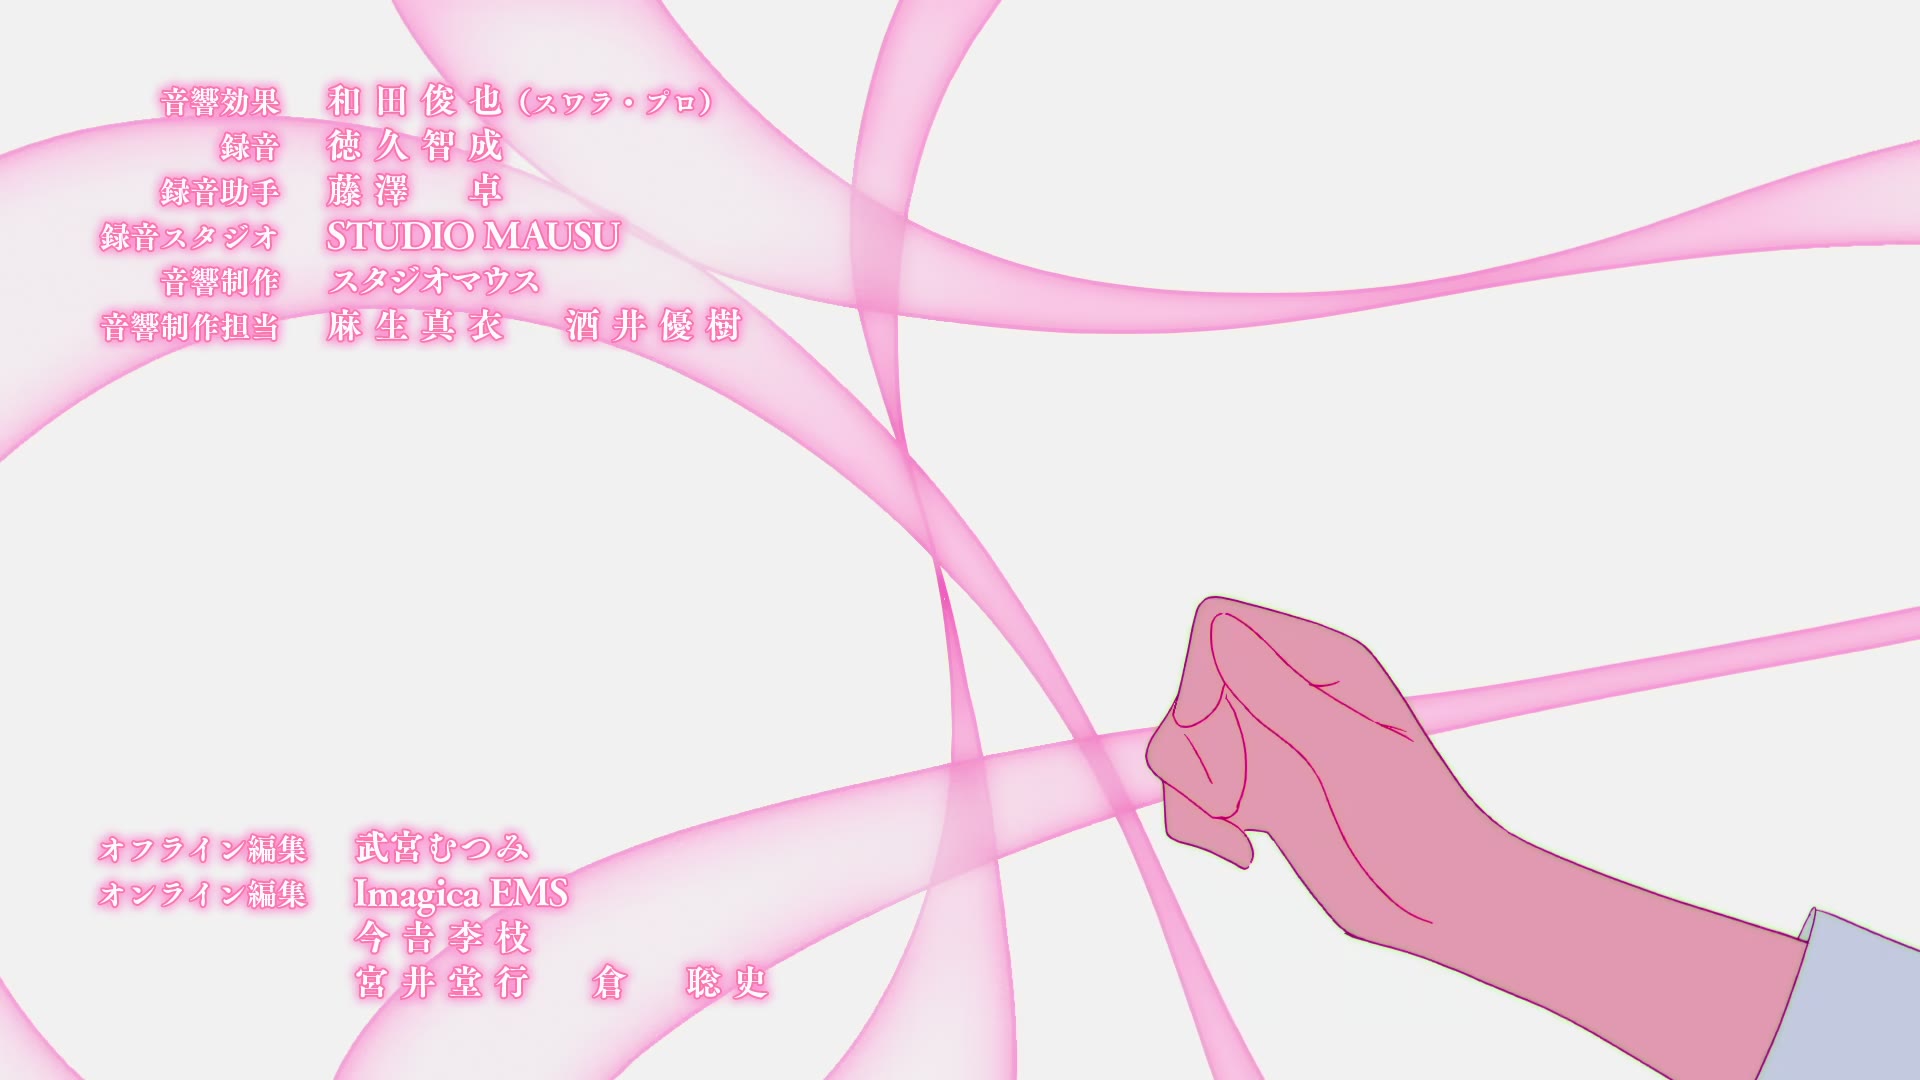 音響効果 和田俊也（スワラ・プロ）
録音 徳久智成
録音助手 藤澤 卓
録音スタジオ STUDIO MAUSU
音響制作 スタジオマウス
音響制作担当 麻生真衣 酒井優樹
オフライン編集 武宮むつみ
オンライン編集 Imagica EMS
今𠮷李枝
宮井堂行 倉 聡史